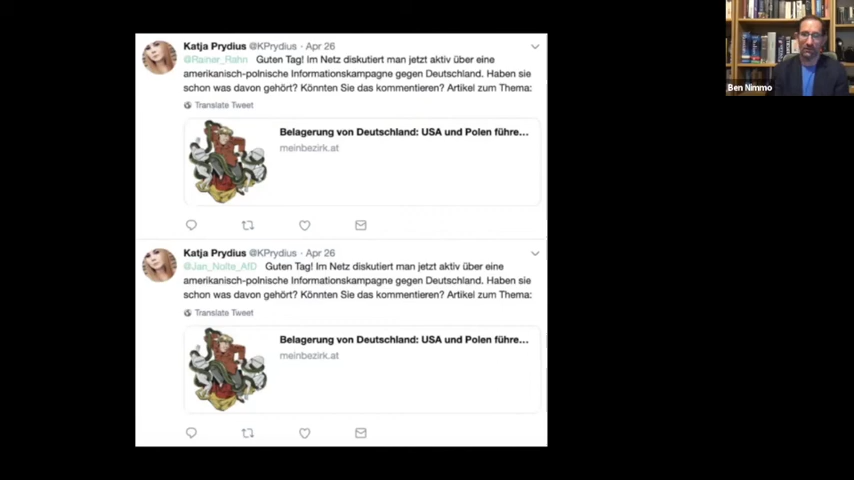 Katja Prydius @KPrydius · Apr 26
@Rainer_Rahn Guten Tag! Im Netz diskutiert man jetzt aktiv über eine
amerikanisch-polnische Informationskampagne gegen Deutschland. Haben sie
schon was davon gehört? Könnten Sie das kommentieren? Artikel zum Thema:
Translate Tweet
Belagerung von Deutschland: USA und Polen führe...
meinbezirk.at
Katja Prydius @KPrydius · Apr 26
@Jan_Nolte_AfD Guten Tag! Im Netz diskutiert man jetzt aktiv über eine
amerikanisch-polnische Informationskampagne gegen Deutschland. Haben sie
schon was davon gehört? Könnten Sie das kommentieren? Artikel zum Thema:
Translate Tweet
Belagerung von Deutschland: USA und Polen führe...
meinbezirk.at
Ben Nimmo